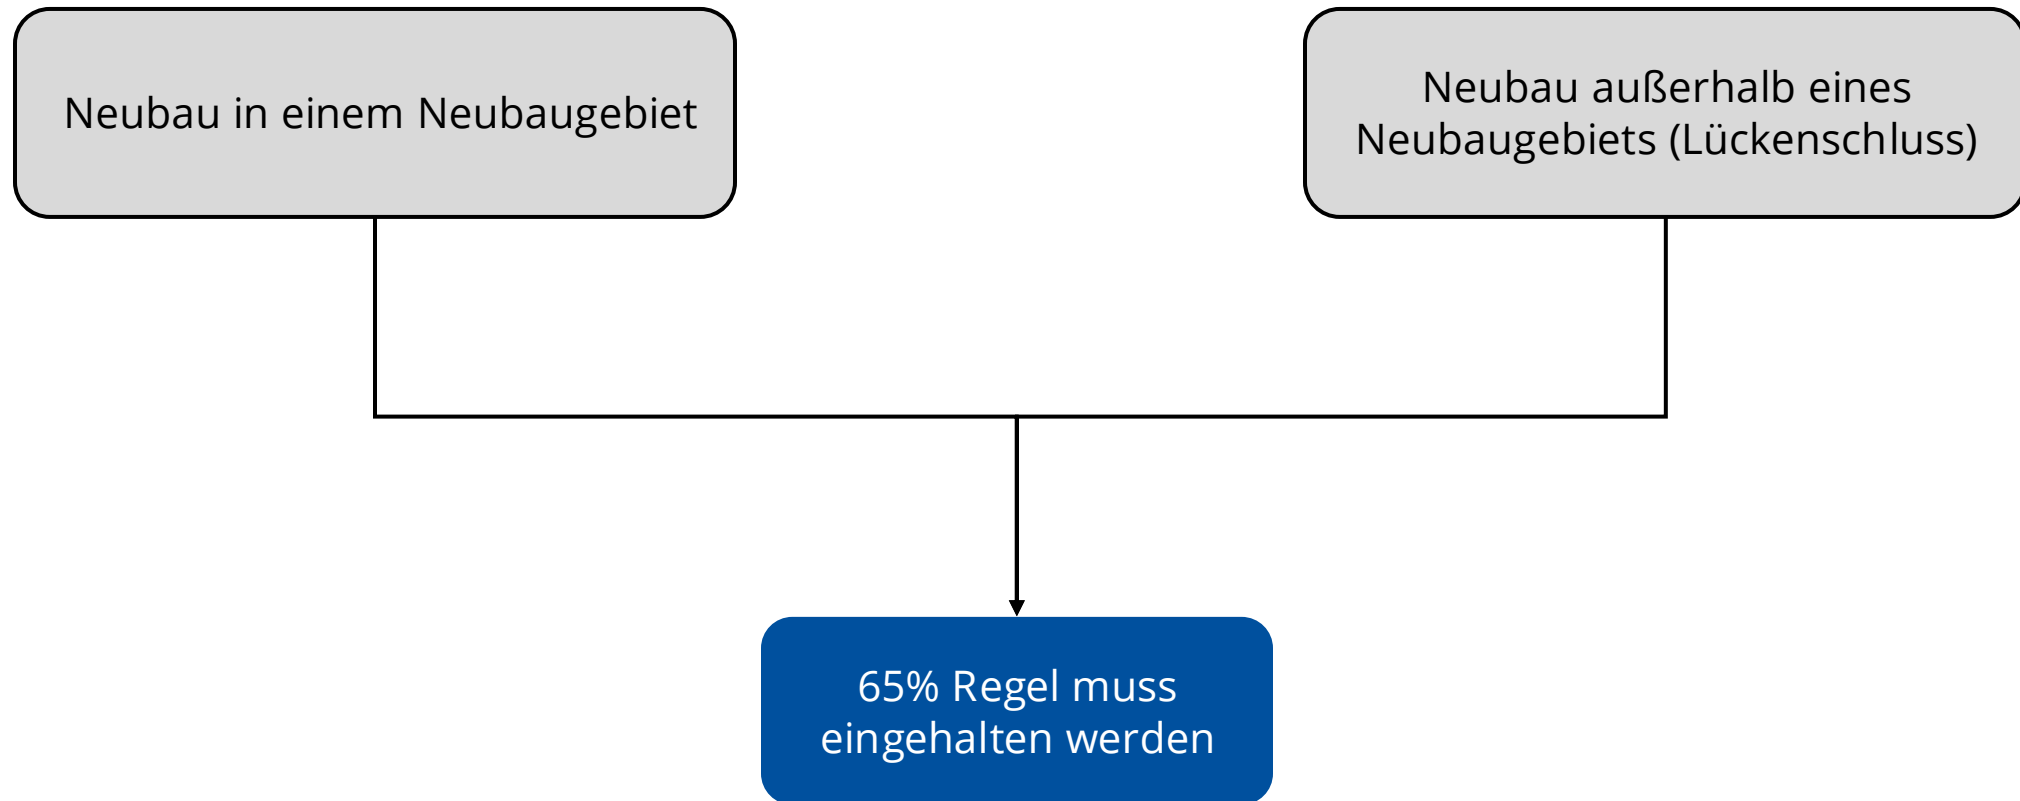 Neubau in einem Neubaugebiet
Neubau außerhalb eines
Neubaugebiets (Lückenschluss)
65% Regel muss
eingehalten werden